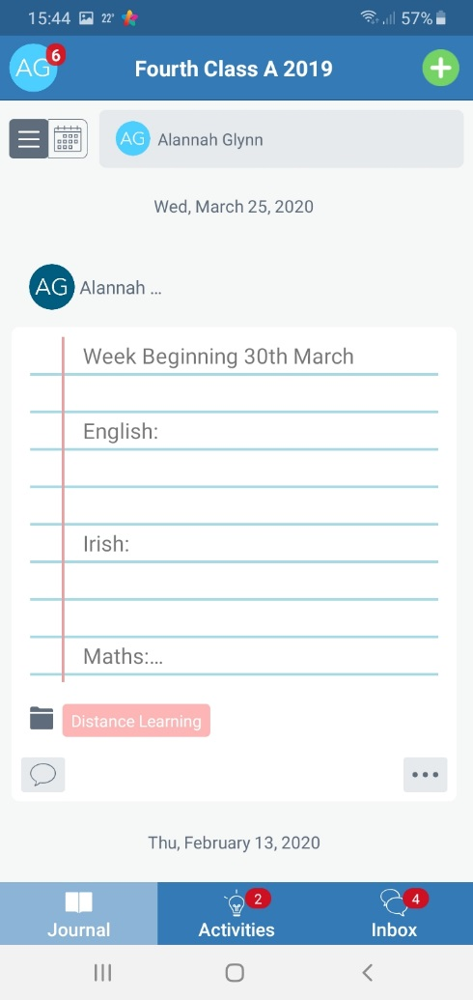 15:44 22° 57%
AG 6 Fourth Class A 2019
AG Alannah Glynn
Wed, March 25, 2020
AG Alannah ...
Week Beginning 30th March
English:
Irish:
Maths:...
Distance Learning
Thu, February 13, 2020
2 4
Journal Activities Inbox